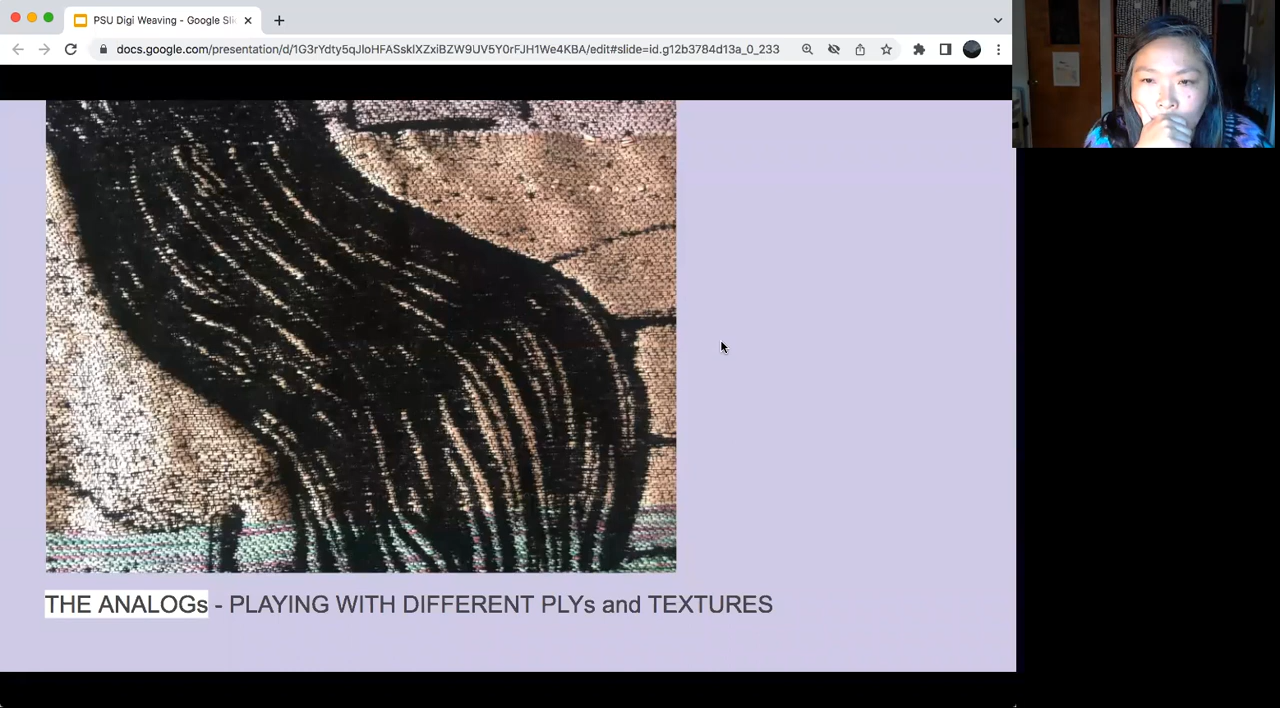 PSU Digi Weaving - Google Sli
docs.google.com/presentation/d/1G3rYdty5qJIoHFASsklXZxiBZW9UV5Y0rFJH1We4KBA/edit#slide=id.g12b3784d13a_0_233
THE ANALOGs - PLAYING WITH DIFFERENT PLYs and TEXTURES